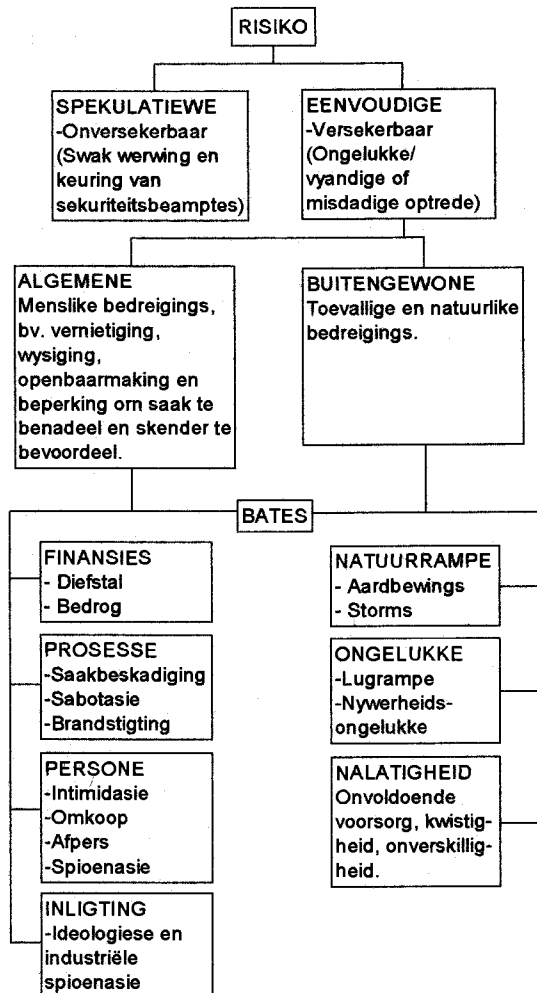 RISIKO
SPEKULATIEWE
-Onversekerbaar
(Swak werwing en
keuring van
sekuriteitsbeamptes)
EENVOUDIGE
-Versekerbaar
(Ongelukke/
vyandige of
misdadige optrede)
ALGEMENE
Menslike bedreigings,
bv. vernietiging,
wysiging,
openbaarmaking en
beperking om saak te
benadeel en skender te
bevoordeel.
BUITENGEWONE
Toevallige en natuurlike
bedreigings.
BATES
FINANSIES
- Diefstal
- Bedrog
PROSESSE
-Saakbeskadiging
-Sabotasie
-Brandstigting
PERSONE
-Intimidasie
-Omkoop
-Afpers
-Spioenasie
INLIGTING
-Ideologiese en
industriële
spioenasie
NATUURRAMPE
- Aardbewings
- Storms
ONGELUKKE
-Lugrampe
-Nywerheids-
ongelukke
NALATIGHEID
Onvoldoende
voorsorg, kwistig-
heid, onverskillig-
heid.